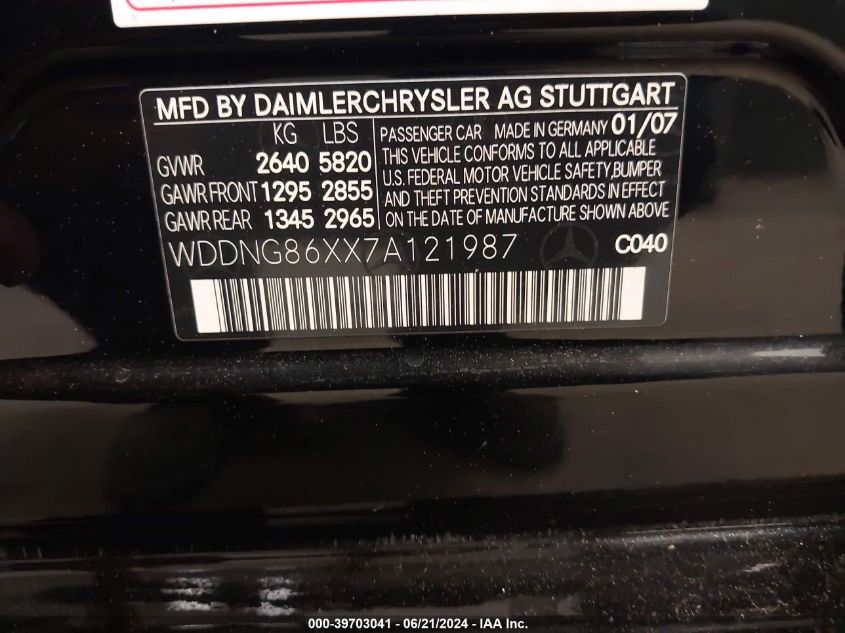 MFD BY DAIMLERCHRYSLER AG STUTTGART
KG LBS
GVWR 2640 5820
GAWR FRONT 1295 2855
GAWR REAR 1345 2965
PASSENGER CAR MADE IN GERMANY 01/07
THIS VEHICLE CONFORMS TO ALL APPLICABLE
U.S. FEDERAL MOTOR VEHICLE SAFETY,BUMPER
AND THEFT PREVENTION STANDARDS IN EFFECT
ON THE DATE OF MANUFACTURE SHOWN ABOVE
WDDNG86XX7A121987
C040
000-39703041 - 06/21/2024 - IAA Inc.